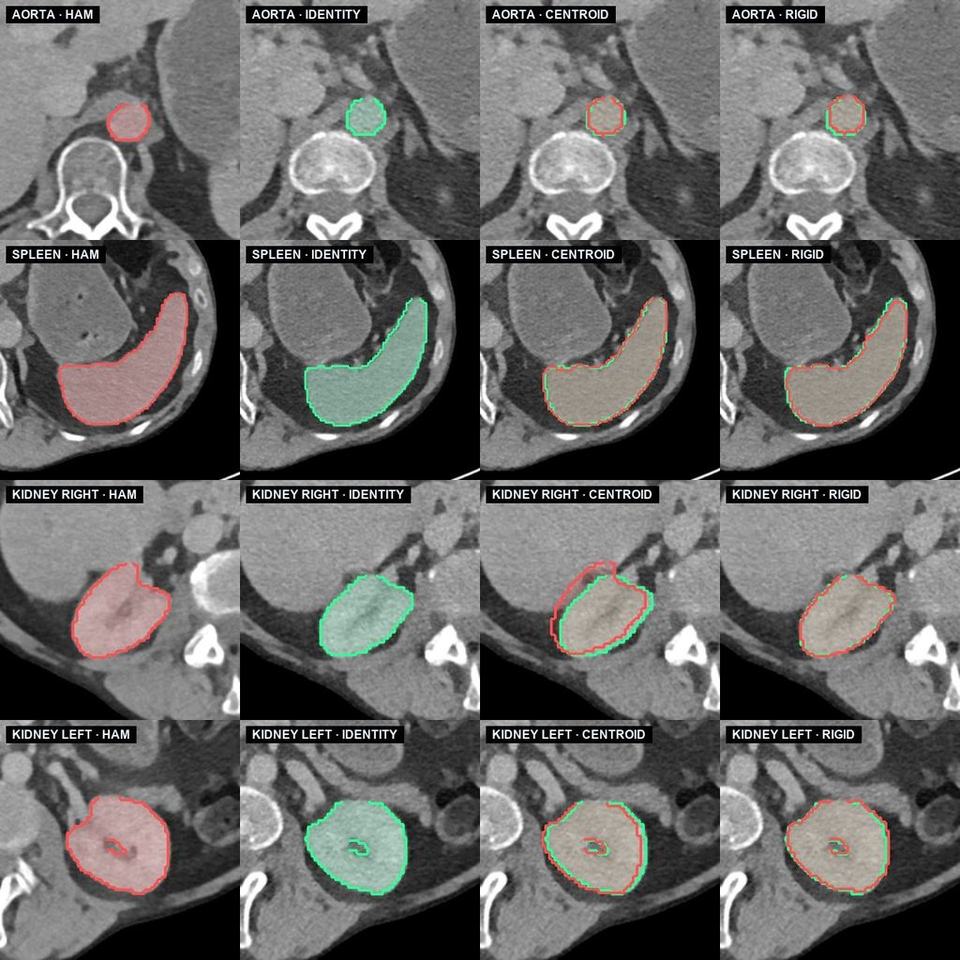 AORTA · HAM
AORTA · IDENTITY
AORTA · CENTROID
AORTA · RIGID
SPLEEN · HAM
SPLEEN · IDENTITY
SPLEEN · CENTROID
SPLEEN · RIGID
KIDNEY RIGHT · HAM
KIDNEY RIGHT · IDENTITY
KIDNEY RIGHT · CENTROID
KIDNEY RIGHT · RIGID
KIDNEY LEFT · HAM
KIDNEY LEFT · IDENTITY
KIDNEY LEFT · CENTROID
KIDNEY LEFT · RIGID